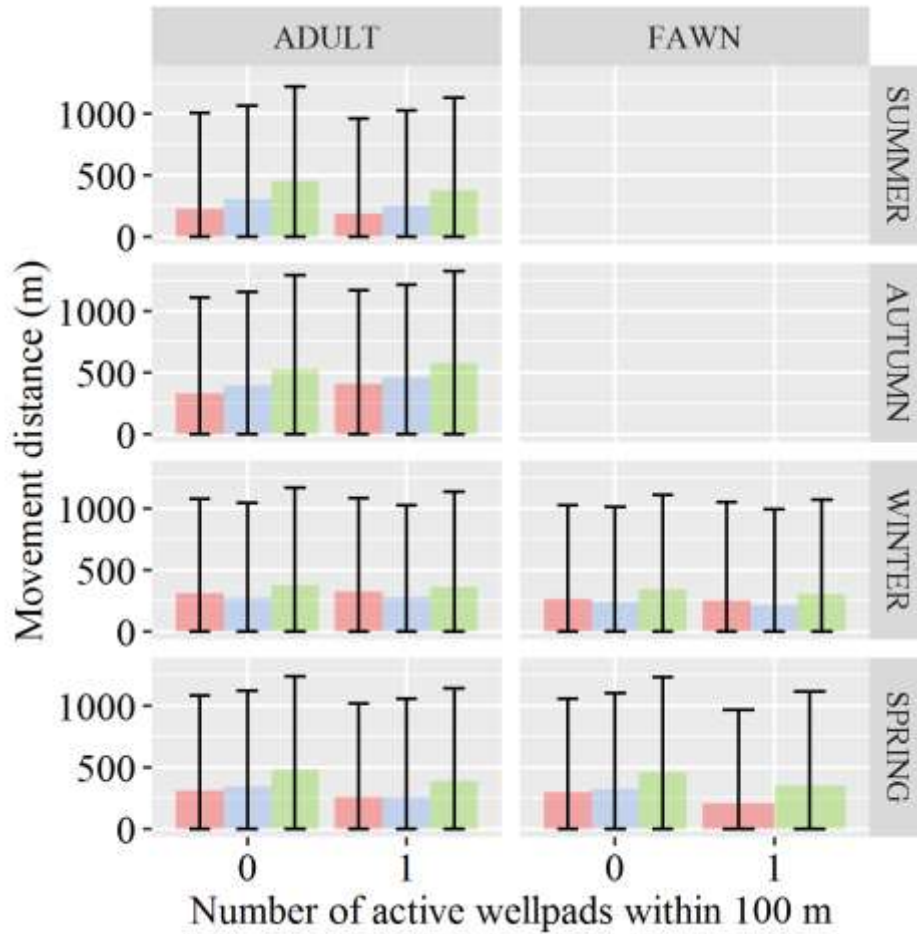 ADULT FAWN
1000
500
0
SUMMER
1000
500
0
AUTUMN
1000
500
0
WINTER
1000
500
0
SPRING
Movement distance (m)
0 1 0 1
Number of active wellpads within 100 m